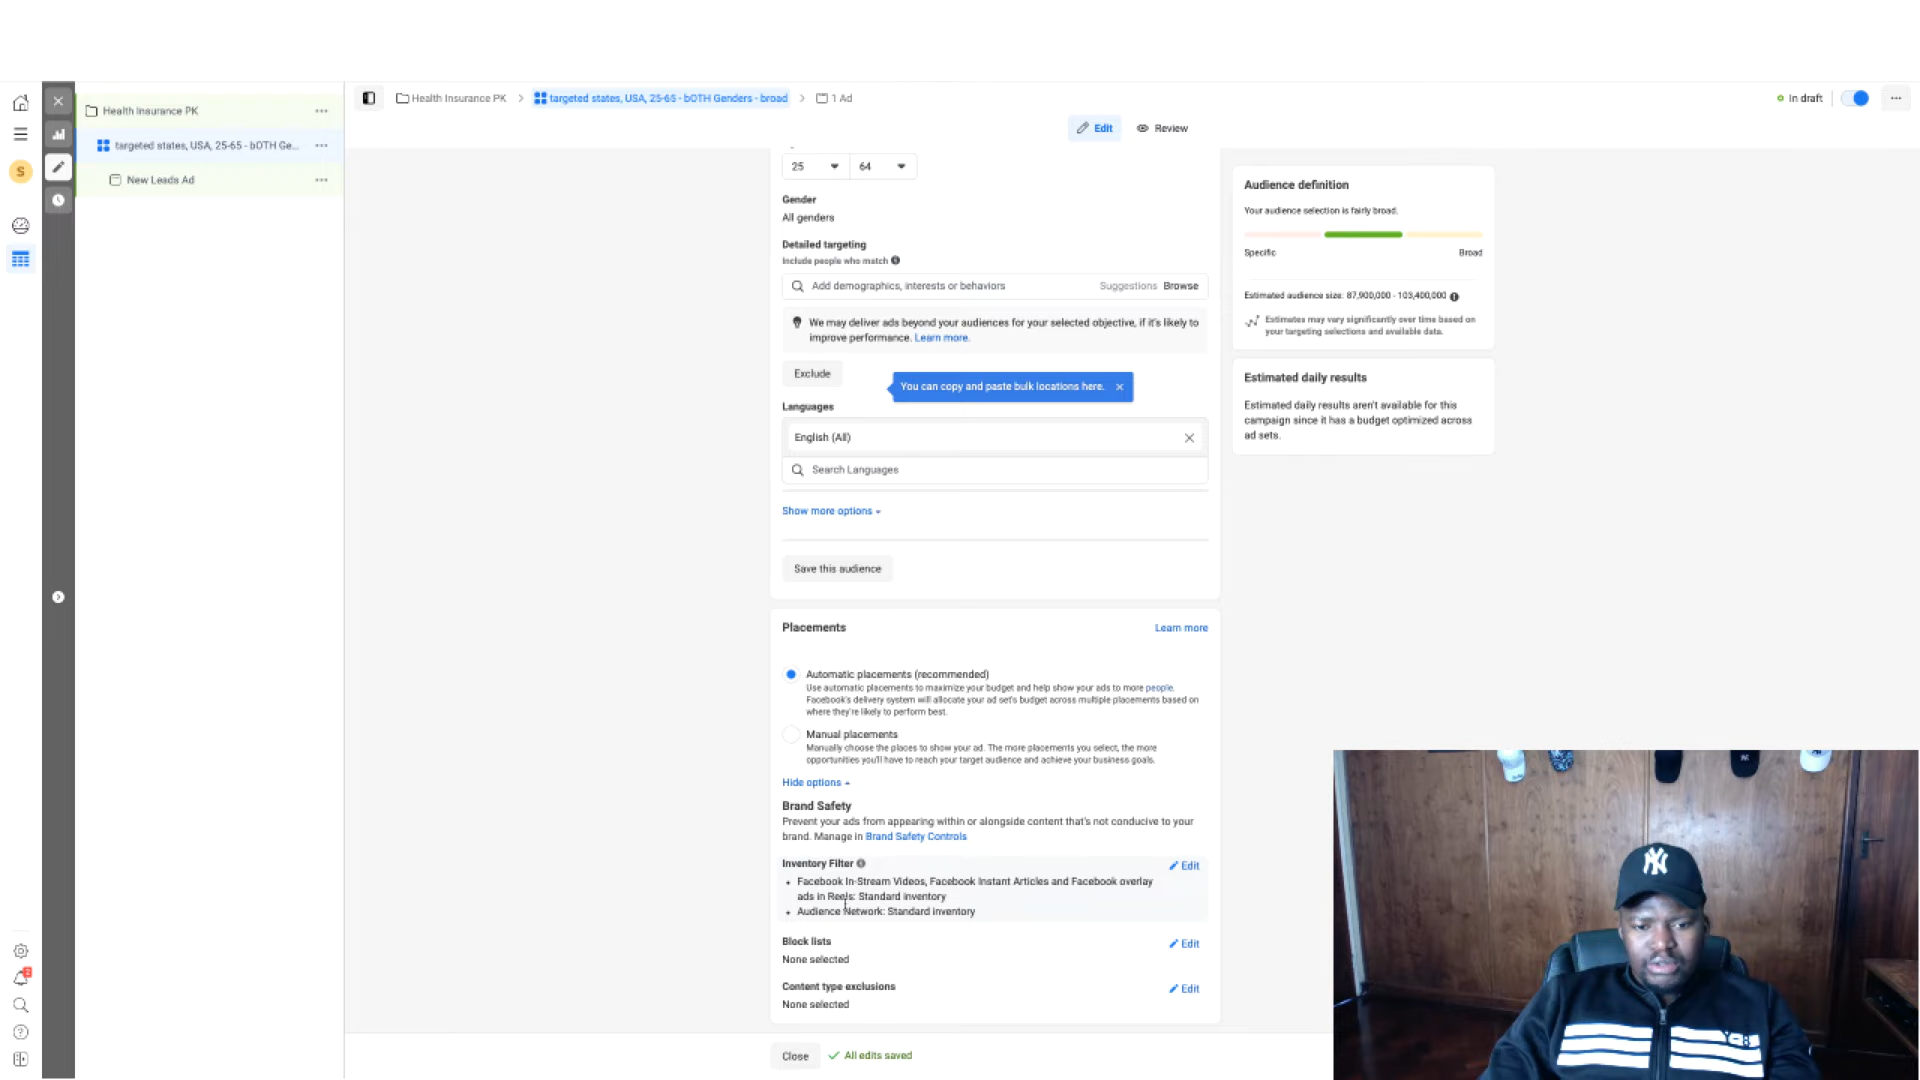 Health Insurance PK
targeted states, USA, 25-65 - bOTH Ge...
New Leads Ad
S
2
Health Insurance PK > targeted states, USA, 25-65 - bOTH Genders - broad > 1 Ad
In draft
Edit
Review
25
64
Gender
All genders
Detailed targeting
Include people who match
Add demographics, interests or behaviors
Suggestions
Browse
We may deliver ads beyond your audiences for your selected objective, if it's likely to
improve performance. Learn more.
Exclude
You can copy and paste bulk locations here.
Languages
English (All)
Search Languages
Show more options
Save this audience
Placements
Learn more
Automatic placements (recommended)
Use automatic placements to maximize your budget and help show your ads to more people.
Facebook's delivery system will allocate your ad set's budget across multiple placements based on
where they're likely to perform best.
Manual placements
Manually choose the places to show your ad. The more placements you select, the more
opportunities you'll have to reach your target audience and achieve your business goals.
Hide options
Brand Safety
Prevent your ads from appearing within or alongside content that's not conducive to your
brand. Manage in Brand Safety Controls
Inventory Filter
Edit
Facebook In-Stream Videos, Facebook Instant Articles and Facebook overlay
ads in Reels: Standard inventory
Audience Network: Standard inventory
Block lists
Edit
None selected
Content type exclusions
Edit
None selected
Close
All edits saved
Audience definition
Your audience selection is fairly broad.
Specific
Broad
Estimated audience size: 87,900,000 - 103,400,000
Estimates may vary significantly over time based on
your targeting selections and available data.
Estimated daily results
Estimated daily results aren't available for this
campaign since it has a budget optimized across
ad sets.
NY
Y-3